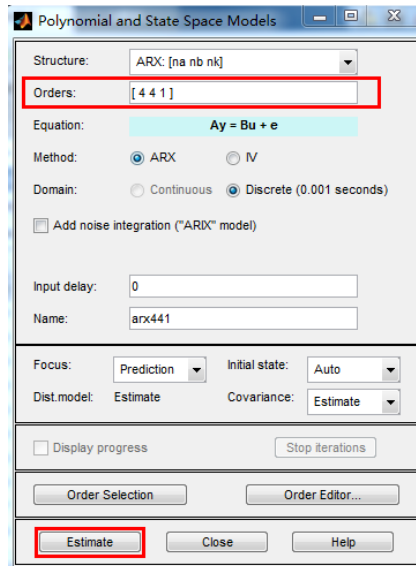 Polynomial and State Space Models
Structure: ARX: [na nb nk]
Orders: [ 4 4 1 ]
Equation: Ay = Bu + e
Method: ARX IV
Domain: Continuous Discrete (0.001 seconds)
Add noise integration ("ARIX" model)
Input delay: 0
Name: arx441
Focus: Prediction Initial state: Auto
Dist.model: Estimate Covariance: Estimate
Display progress Stop iterations
Order Selection Order Editor...
Estimate Close Help